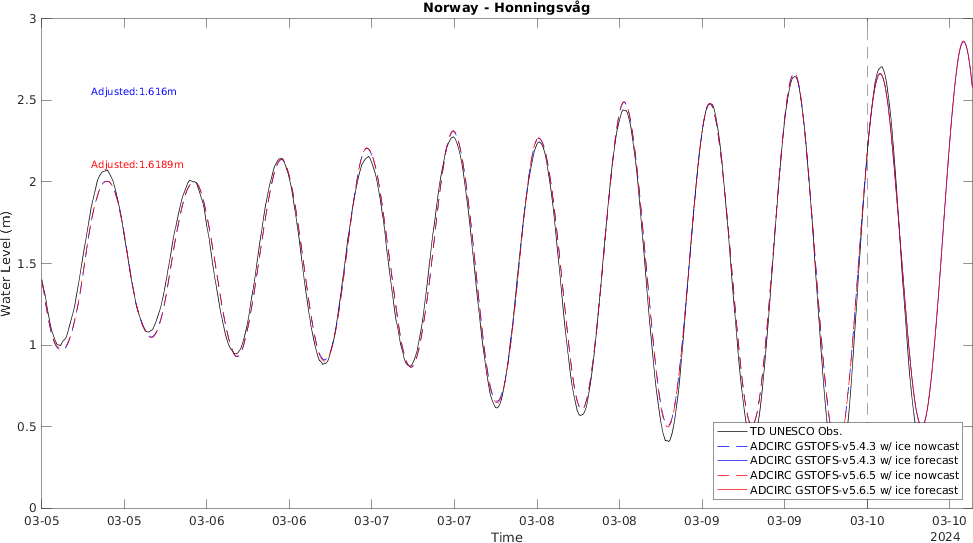 Norway - Honningsvåg
3
2.5
2
1.5
1
0.5
0
Water Level (m)
Adjusted:1.616m
Adjusted:1.6189m
TD UNESCO Obs.
ADCIRC GSTOFS-v5.4.3 w/ ice nowcast
ADCIRC GSTOFS-v5.4.3 w/ ice forecast
ADCIRC GSTOFS-v5.6.5 w/ ice nowcast
ADCIRC GSTOFS-v5.6.5 w/ ice forecast
03-05 03-05 03-06 03-06 03-07 03-07 03-08 03-08 03-09 03-09 03-10 03-10
2024
Time